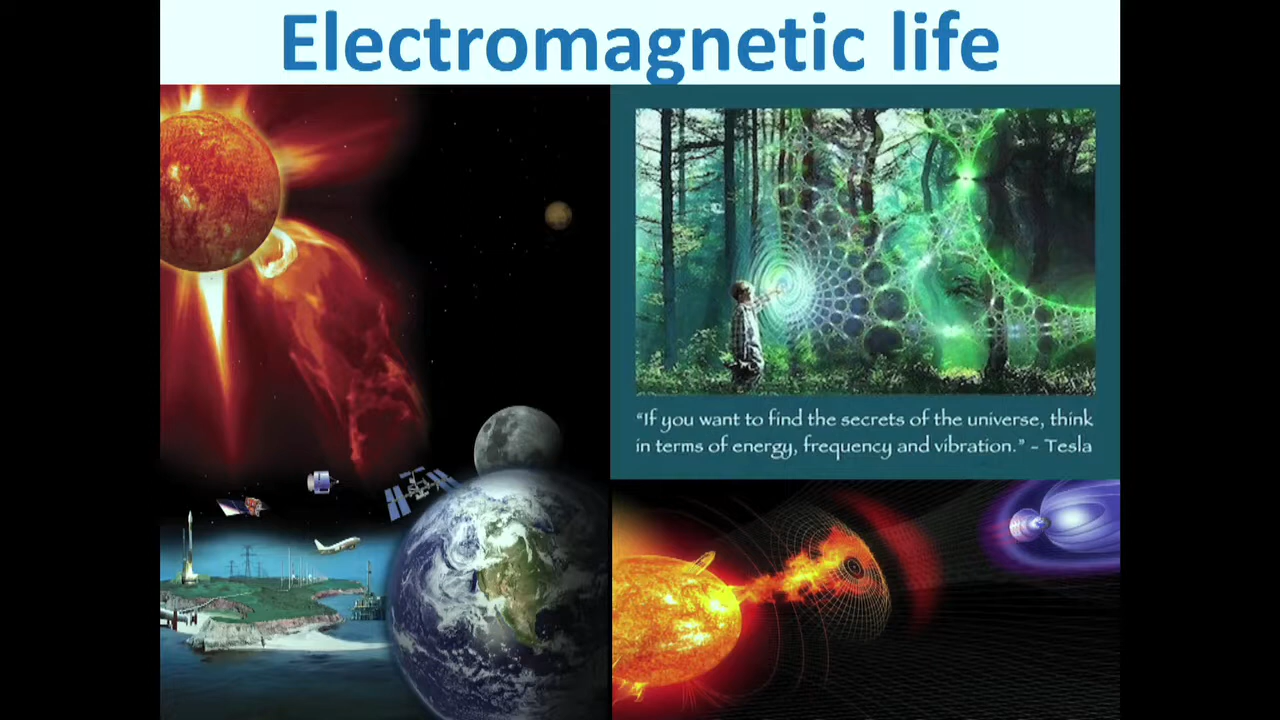 Electromagnetic life
“If you want to find the secrets of the universe, think
in terms of energy, frequency and vibration.” - Tesla